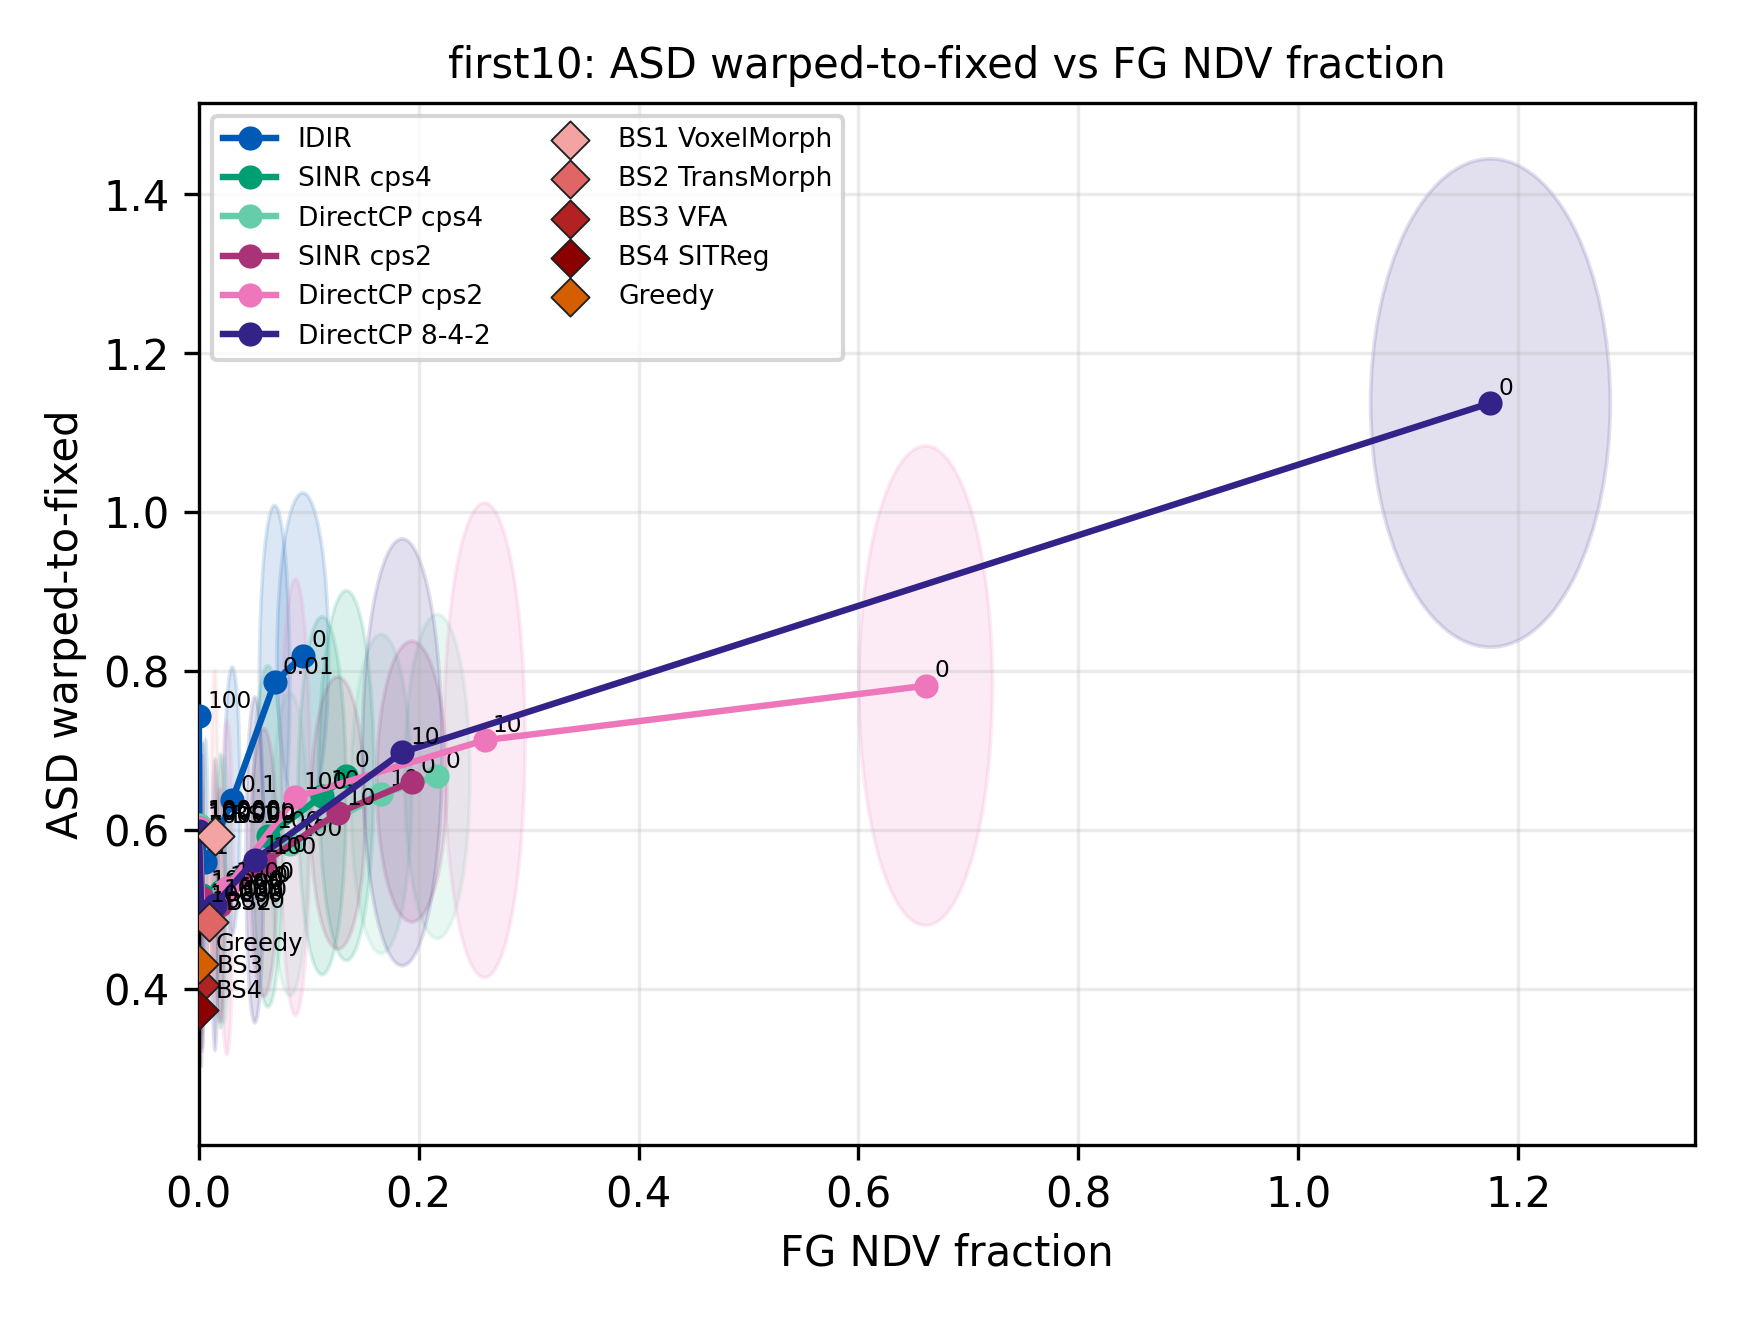 first10: ASD warped-to-fixed vs FG NDV fraction
IDIR
SINR cps4
DirectCP cps4
SINR cps2
DirectCP cps2
DirectCP 8-4-2
BS1 VoxelMorph
BS2 TransMorph
BS3 VFA
BS4 SITReg
Greedy
ASD warped-to-fixed
1.4
1.2
1.0
0.8
0.6
0.4
0
0
0
0.01
100
0.1
10
10
0
0
0
100
10
Greedy
BS3
BS4
0.0
0.2
0.4
0.6
0.8
1.0
1.2
FG NDV fraction